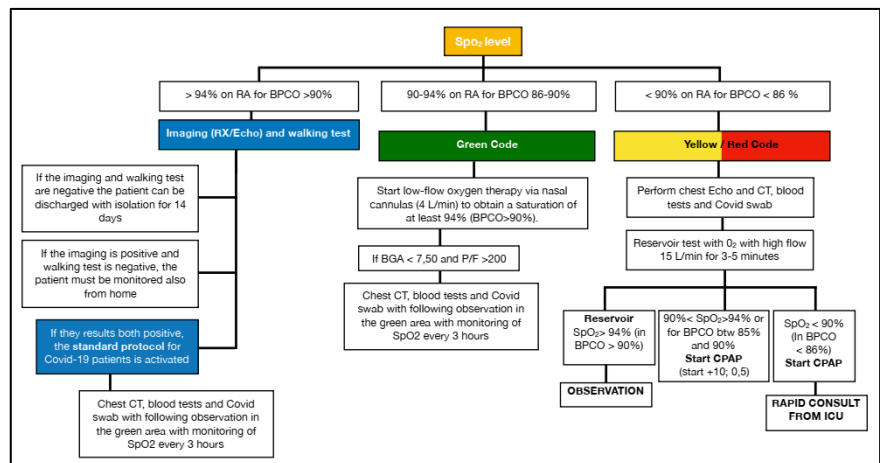 Spo₂ level
> 94% on RA for BPCO >90%
90-94% on RA for BPCO 86-90%
< 90% on RA for BPCO < 86 %
Imaging (RX/Echo) and walking test
Green Code
Yellow / Red Code
If the imaging and walking test
are negative the patient can be
discharged with isolation for 14
days
If the imaging is positive and
walking test is negative, the
patient must be monitored also
from home
If they results both positive,
the standard protocol for
Covid-19 patients is activated
Chest CT, blood tests and Covid
swab with following observation in
the green area with monitoring of
SpO2 every 3 hours
Start low-flow oxygen therapy via nasal
cannulas (4 L/min) to obtain a saturation of
at least 94% (BPCO>90%).
If BGA < 7,50 and P/F >200
Chest CT, blood tests and Covid
swab with following observation in
the green area with monitoring of
SpO2 every 3 hours
Perform chest Echo and CT, blood
tests and Covid swab
Reservoir test with 0₂ with high flow
15 L/min for 3-5 minutes
Reservoir
SpO₂> 94% (in
BPCO > 90%)
OBSERVATION
90%< SpO₂>94% or
for BPCO btw 85%
and 90%
Start CPAP
(start +10; 0,5)
SpO₂ < 90%
(In BPCO
< 86%)
Start CPAP
RAPID CONSULT
FROM ICU